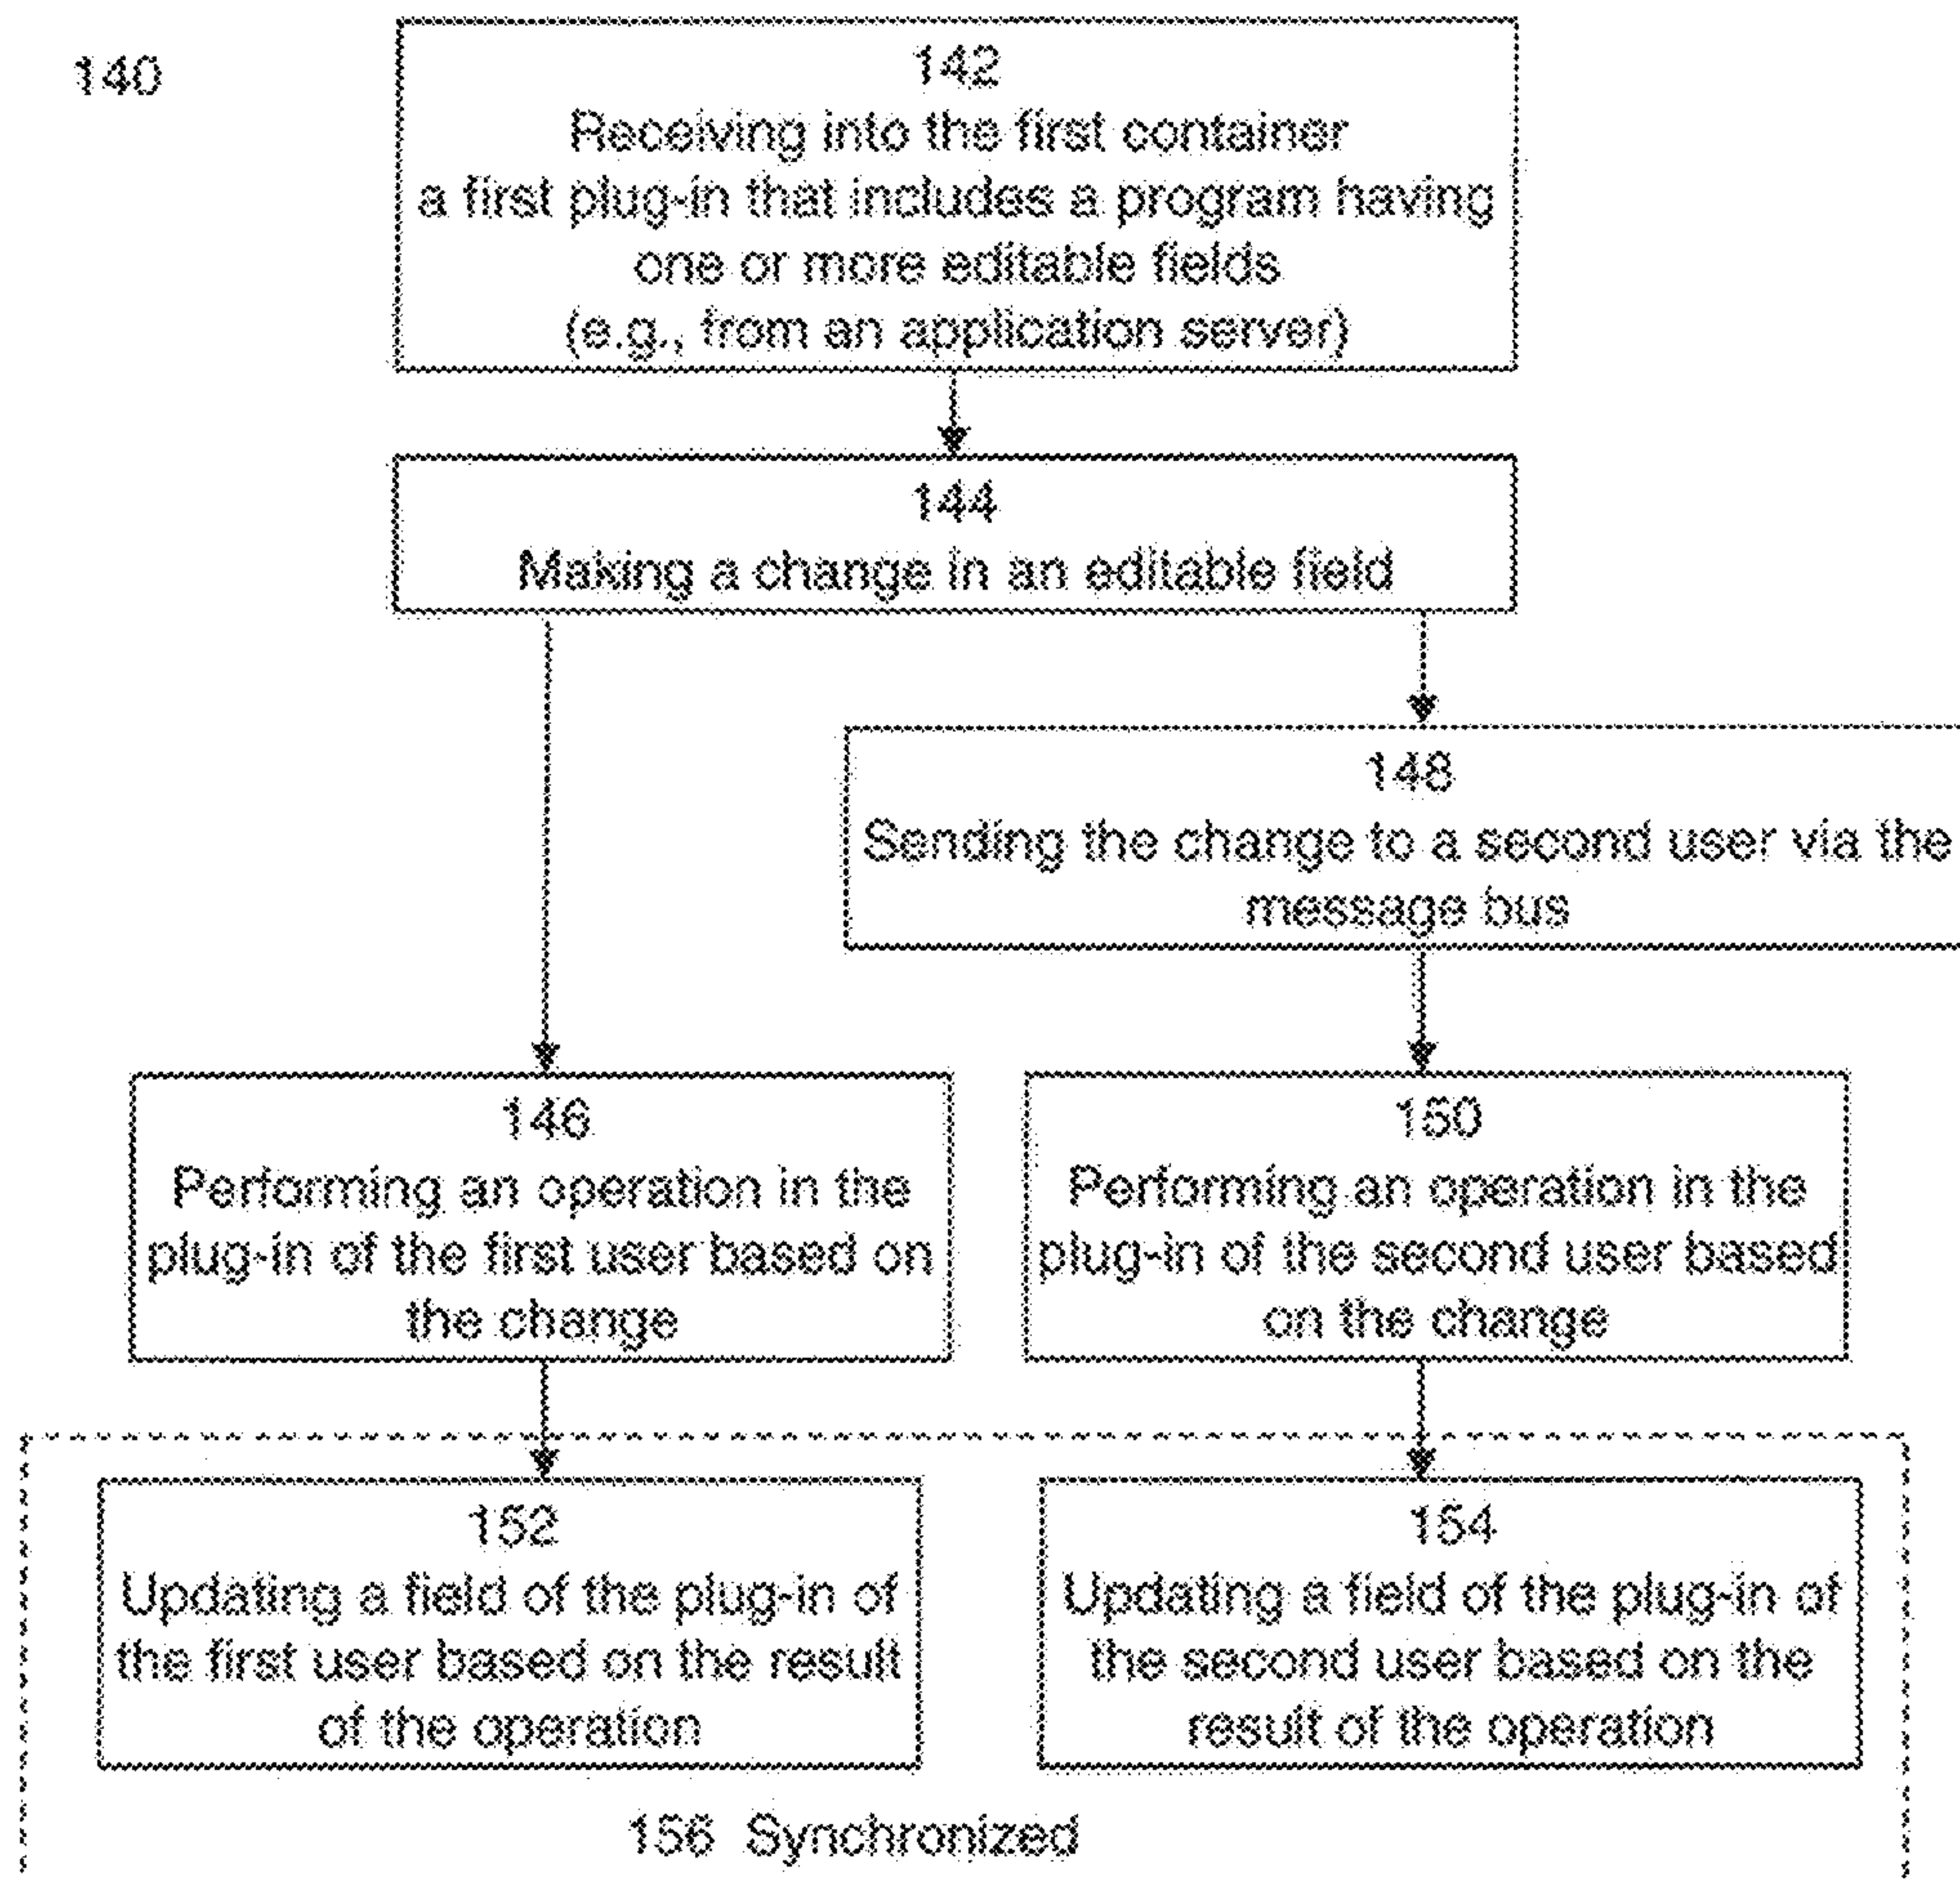 140
142
Receiving into the first container
a first plug-in that includes a program having
one or more editable fields
(e.g., from an application server)
144
Making a change in an editable field
148
Sending the change to a second user via the
message bus
146
Performing an operation in the
plug-in of the first user based on
the change
150
Performing an operation in the
plug-in of the second user based
on the change
152
Updating a field of the plug-in of
the first user based on the result
of the operation
154
Updating a field of the plug-in of
the second user based on the
result of the operation
156 Synchronized